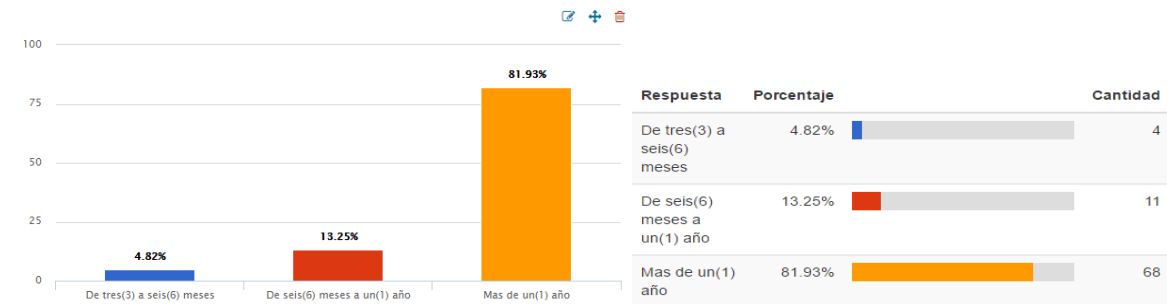 100
81.93%
75
50
25
13.25%
4.82%
0
De tres(3) a seis(6) meses
De seis(6) meses a un(1) año
Mas de un(1) año
Respuesta Porcentaje Cantidad
De tres(3) a 4.82% 4
seis(6)
meses
De seis(6) 13.25% 11
meses a
un(1) año
Mas de un(1) 81.93% 68
año